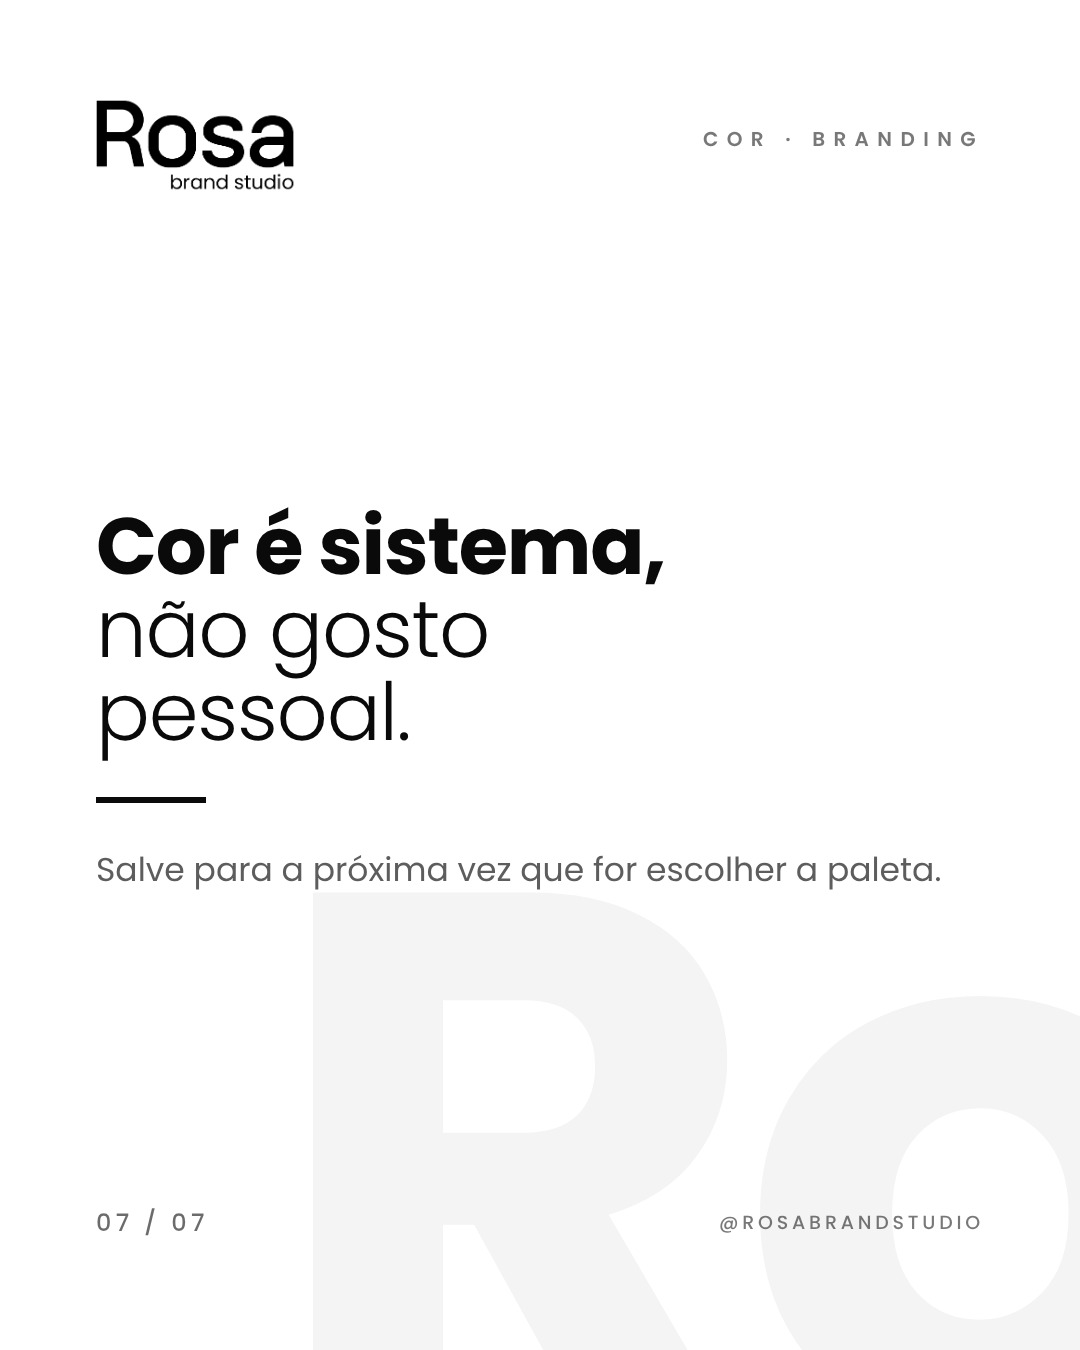 Rosa
brand studio
COR · BRANDING
Cor é sistema,
não gosto
pessoal.
Salve para a próxima vez que for escolher a paleta.
Ro
07 / 07
@ROSABRANDSTUDIO